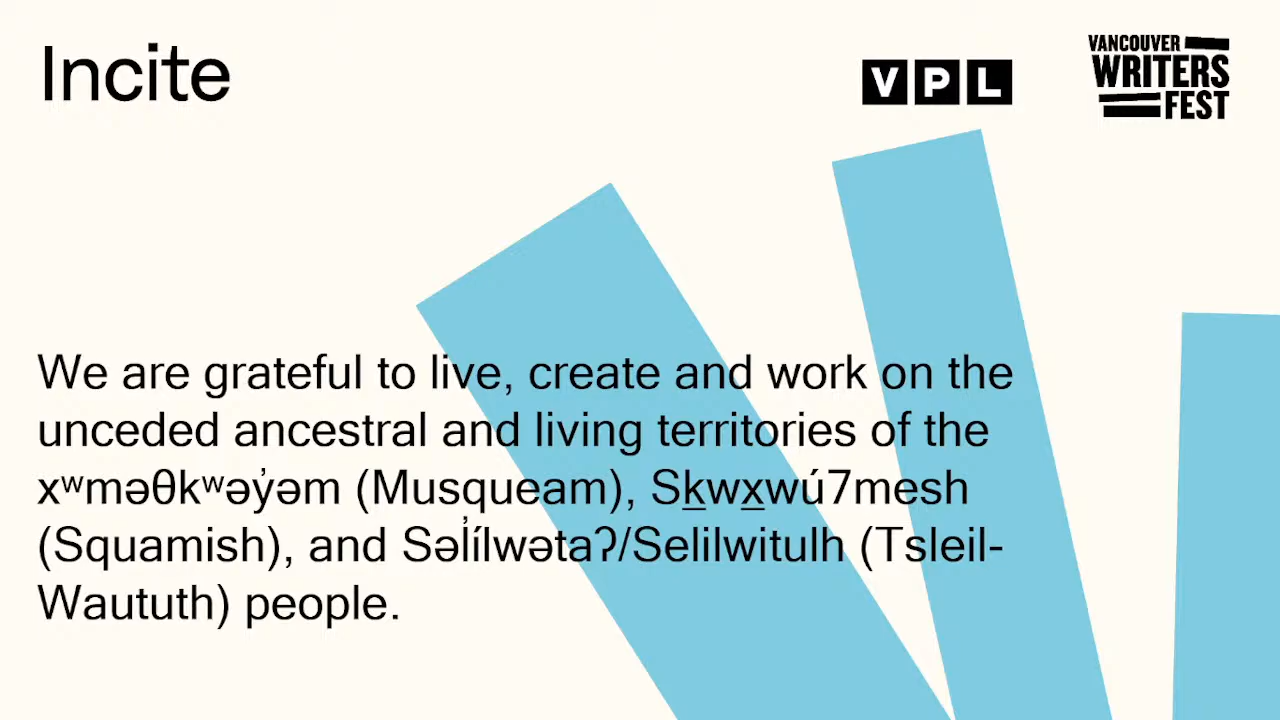 Incite
VPL
VANCOUVER
WRITERS
FEST
We are grateful to live, create and work on the
unceded ancestral and living territories of the
xʷməθkʷəy̓əm (Musqueam), Sḵwx̱wú7mesh
(Squamish), and Səl̓ílwətaʔ/Selilwitulh (Tsleil-
Waututh) people.